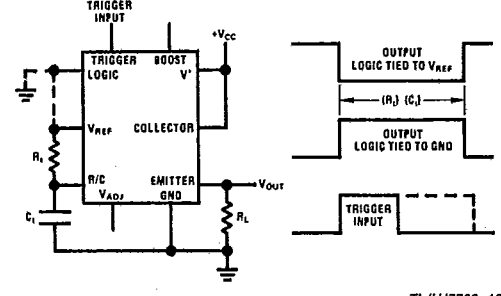 TRIGGER
INPUT
TRIGGER
LOGIC
BOOST
V+
+VCC
VREF
COLLECTOR
Rt
R/C
VADJ
EMITTER
GND
VOUT
Ct
RL
OUTPUT
LOGIC TIED TO VREF
(Rt) (Ct)
OUTPUT
LOGIC TIED TO GND
TRIGGER
INPUT